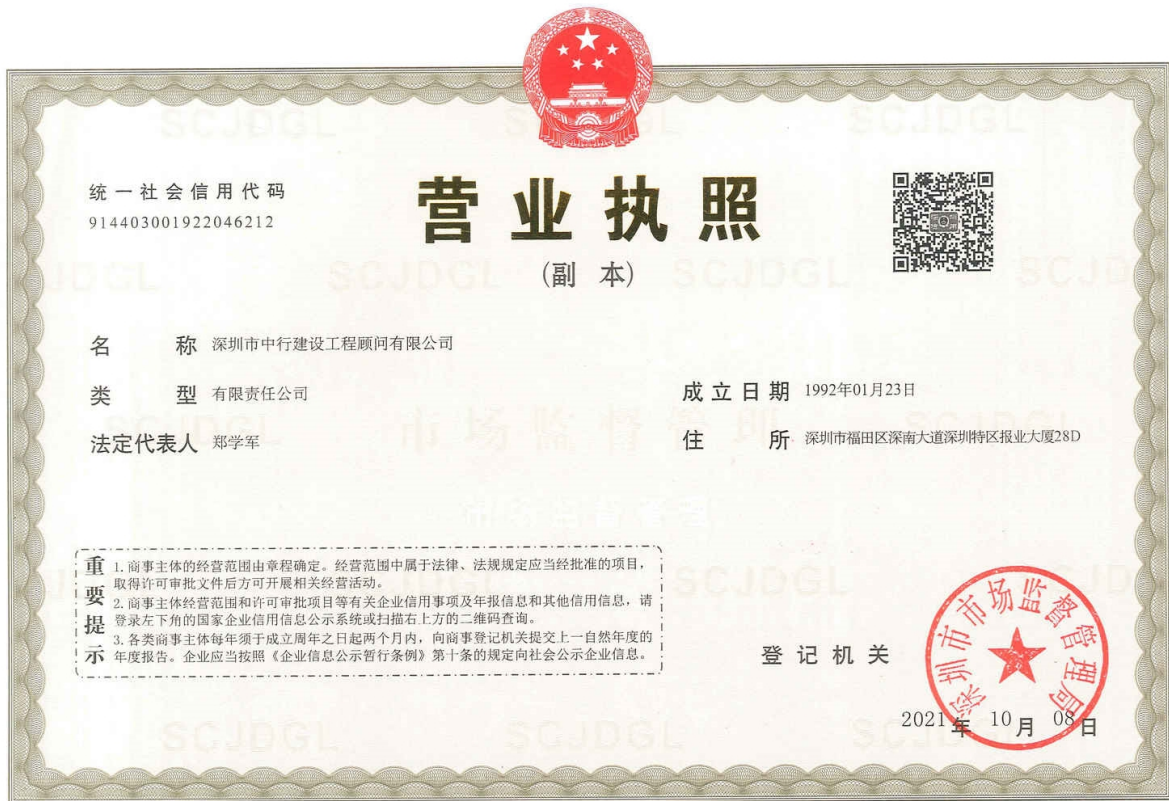 统一社会信用代码
914403001922046212
营业执照
(副 本)
名 称 深圳市中行建设工程顾问有限公司
类 型 有限责任公司
法定代表人 郑学军
成立日期 1992年01月23日
住 所 深圳市福田区深南大道深圳特区报业大厦28D
重要提示
1.商事主体的经营范围由章程确定。经营范围中属于法律、法规规定应当经批准的项目,
取得许可审批文件后方可开展相关经营活动。
2.商事主体经营范围和许可审批项目等有关企业信用事项及年报信息和其他信用信息,请
登录左下角的国家企业信用信息公示系统或扫描右上方的二维码查询。
3.各类商事主体每年须于成立周年之日起两个月内,向商事登记机关提交上一自然年度的
年度报告。企业应当按照《企业信息公示暂行条例》第十条的规定向社会公示企业信息。
登记机关
深圳市市场监督管理局
2021年 10月 08日
SCJDGL
市场监督管理